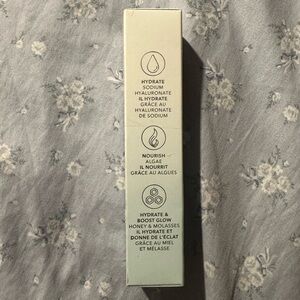 HYDRATE
SODIUM
HYALURONATE
IL HYDRATE
GRÂCE AU
HYALURONATE
DE SODIUM
NOURISH
ALGAE
IL NOURRIT
GRÂCE AUX ALGUES
HYDRATE &
BOOST GLOW
HONEY & MOLASSES
IL HYDRATE ET
DONNE DE L'ÉCLAT
GRÂCE AU MIEL
ET MÉLASSE